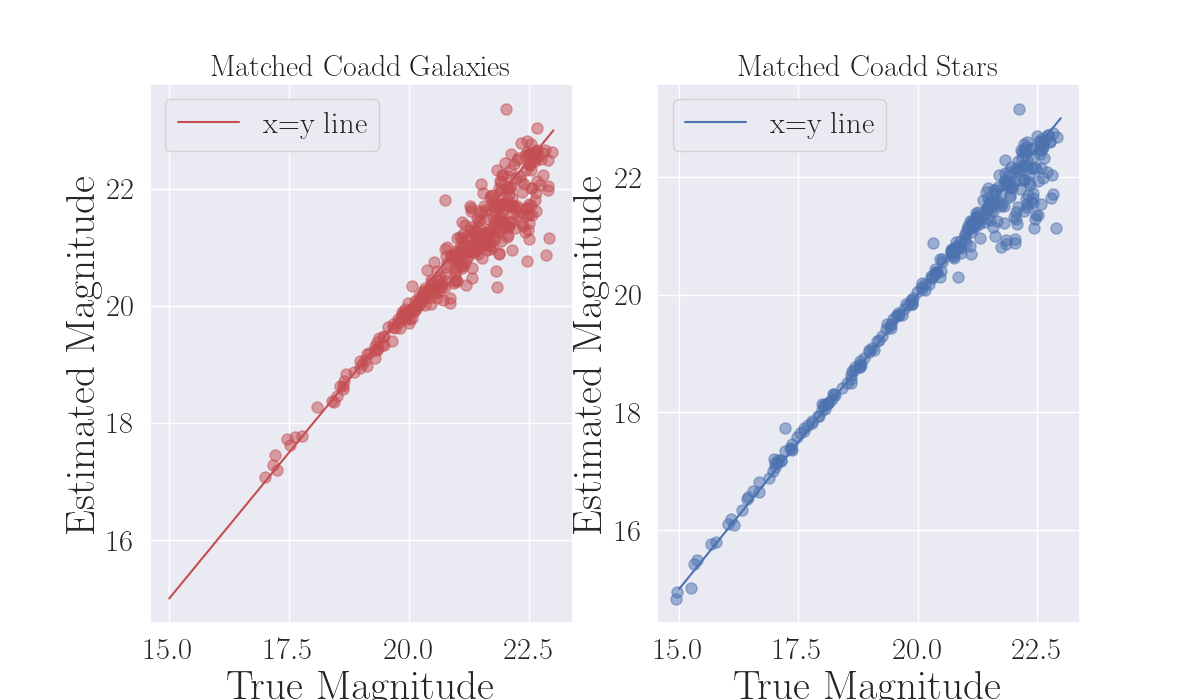 Matched Coadd Galaxies
x=y line
Estimated Magnitude
22
20
18
16
15.0 17.5 20.0 22.5
True Magnitude
Matched Coadd Stars
x=y line
Estimated Magnitude
22
20
18
16
15.0 17.5 20.0 22.5
True Magnitude